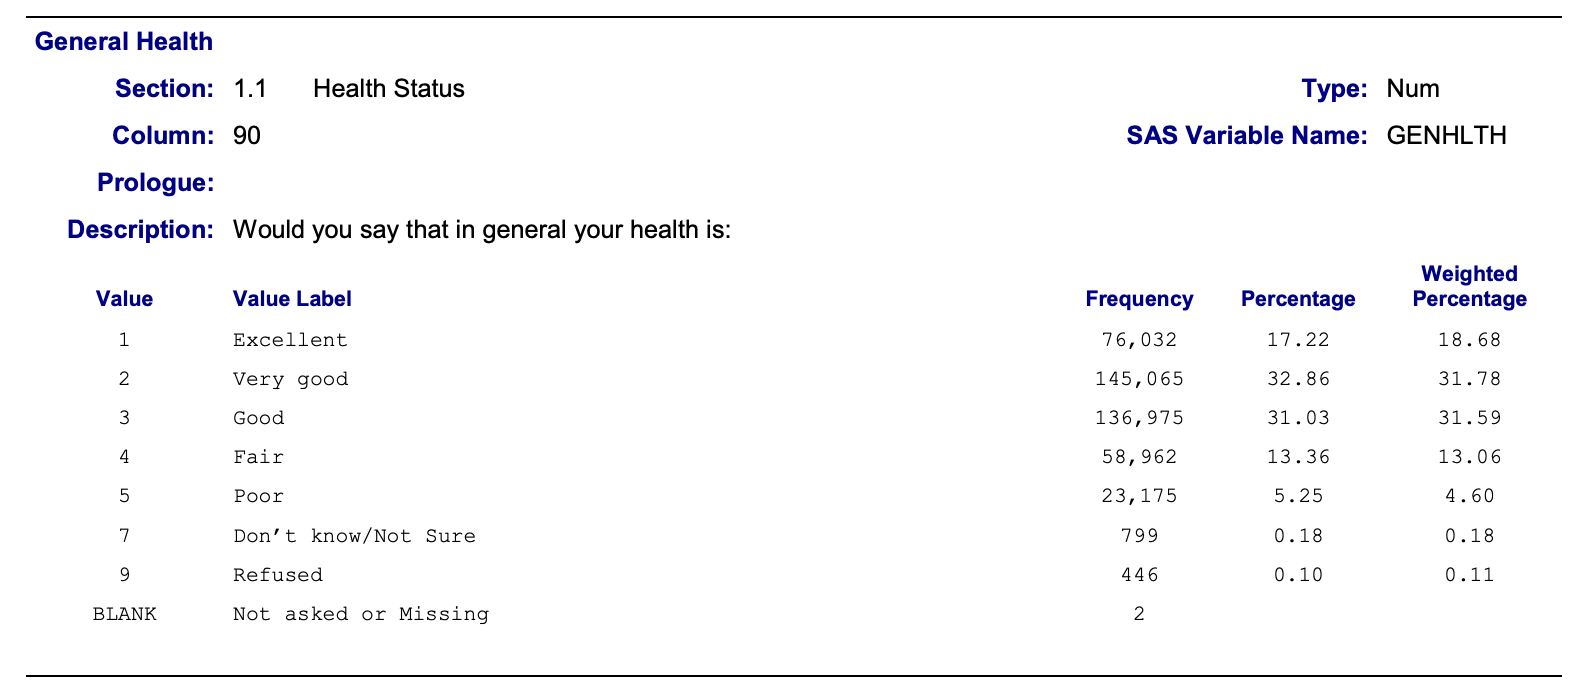 General Health
Section: 1.1 Health Status Type: Num
Column: 90 SAS Variable Name: GENHLTH
Prologue:
Description: Would you say that in general your health is:
Value Value Label Frequency Percentage Weighted Percentage
1 Excellent 76,032 17.22 18.68
2 Very good 145,065 32.86 31.78
3 Good 136,975 31.03 31.59
4 Fair 58,962 13.36 13.06
5 Poor 23,175 5.25 4.60
7 Don’t know/Not Sure 799 0.18 0.18
9 Refused 446 0.10 0.11
BLANK Not asked or Missing 2